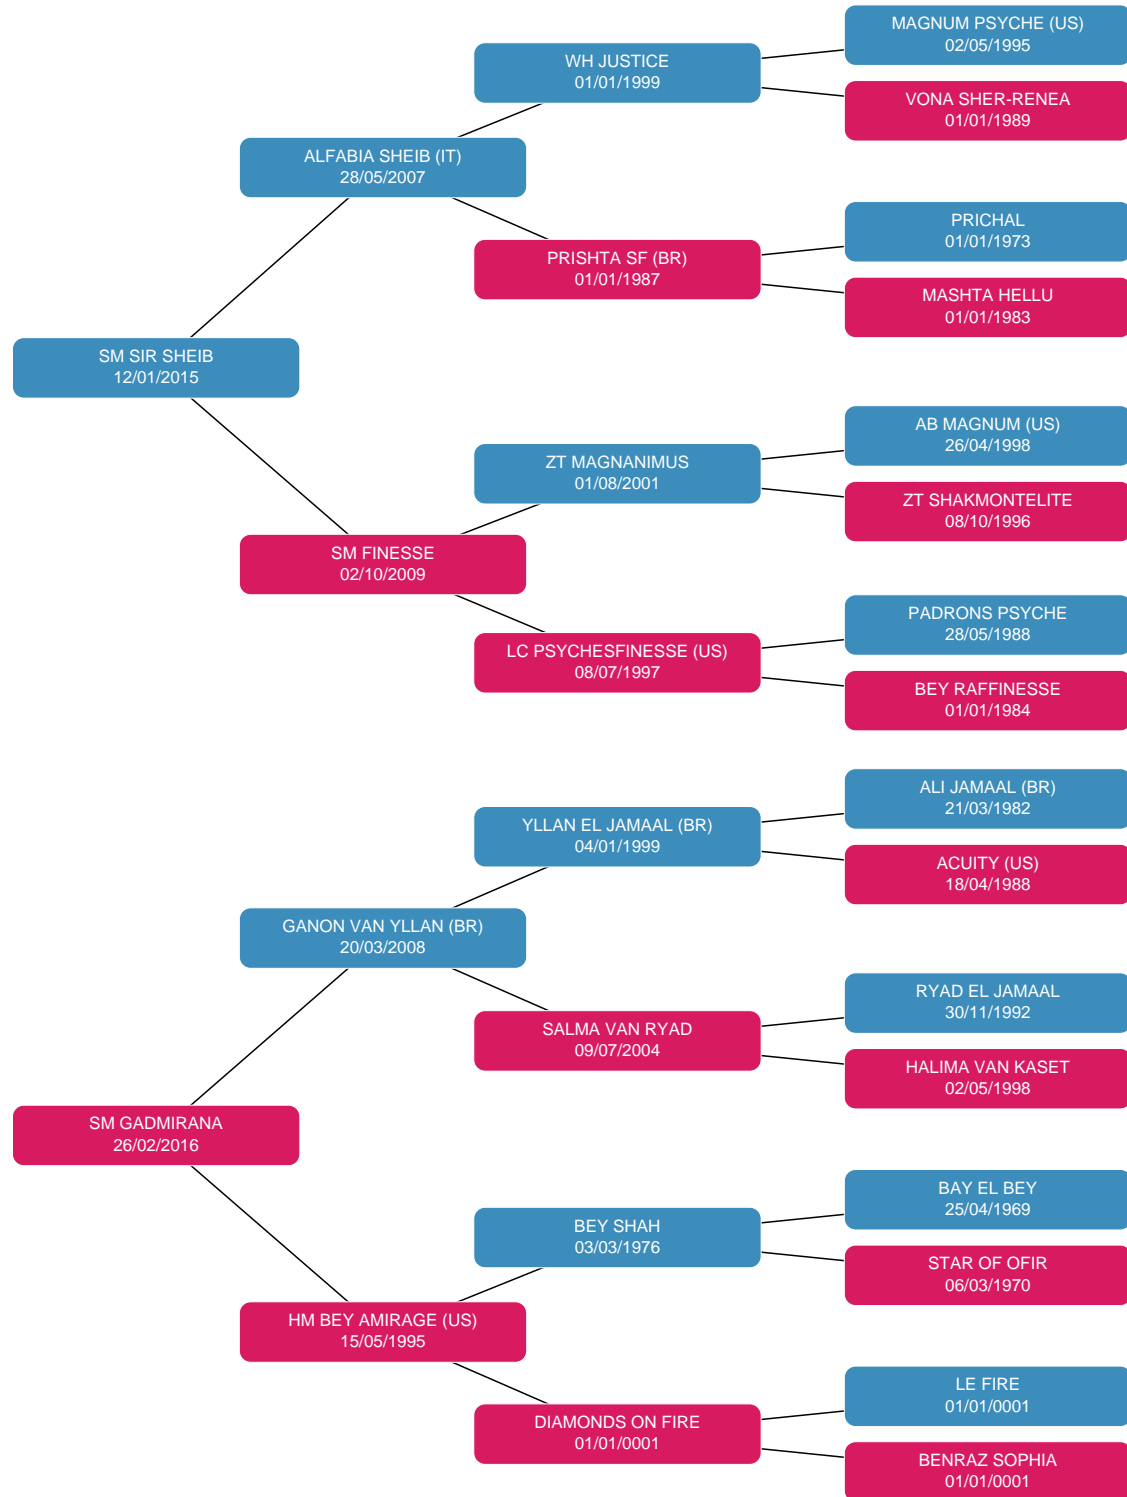 MAGNUM PSYCHE (US)
02/05/1995
WH JUSTICE
01/01/1999
VONA SHER-RENEA
01/01/1989
ALFABIA SHEIB (IT)
28/05/2007
PRICHAL
01/01/1973
PRISHTA SF (BR)
01/01/1987
MASHTA HELLU
01/01/1983
SM SIR SHEIB
12/01/2015
AB MAGNUM (US)
26/04/1998
ZT MAGNANIMUS
01/08/2001
ZT SHAKMONTELITE
08/10/1996
SM FINESSE
02/10/2009
PADRONS PSYCHE
28/05/1988
LC PSYCHESFINESSE (US)
08/07/1997
BEY RAFFINESSE
01/01/1984
ALI JAMAAL (BR)
21/03/1982
YLLAN EL JAMAAL (BR)
04/01/1999
ACUITY (US)
18/04/1988
GANON VAN YLLAN (BR)
20/03/2008
RYAD EL JAMAAL
30/11/1992
SALMA VAN RYAD
09/07/2004
HALIMA VAN KASET
02/05/1998
SM GADMIRANA
26/02/2016
BAY EL BEY
25/04/1969
BEY SHAH
03/03/1976
STAR OF OFIR
06/03/1970
HM BEY AMIRAGE (US)
15/05/1995
LE FIRE
01/01/0001
DIAMONDS ON FIRE
01/01/0001
BENRAZ SOPHIA
01/01/0001